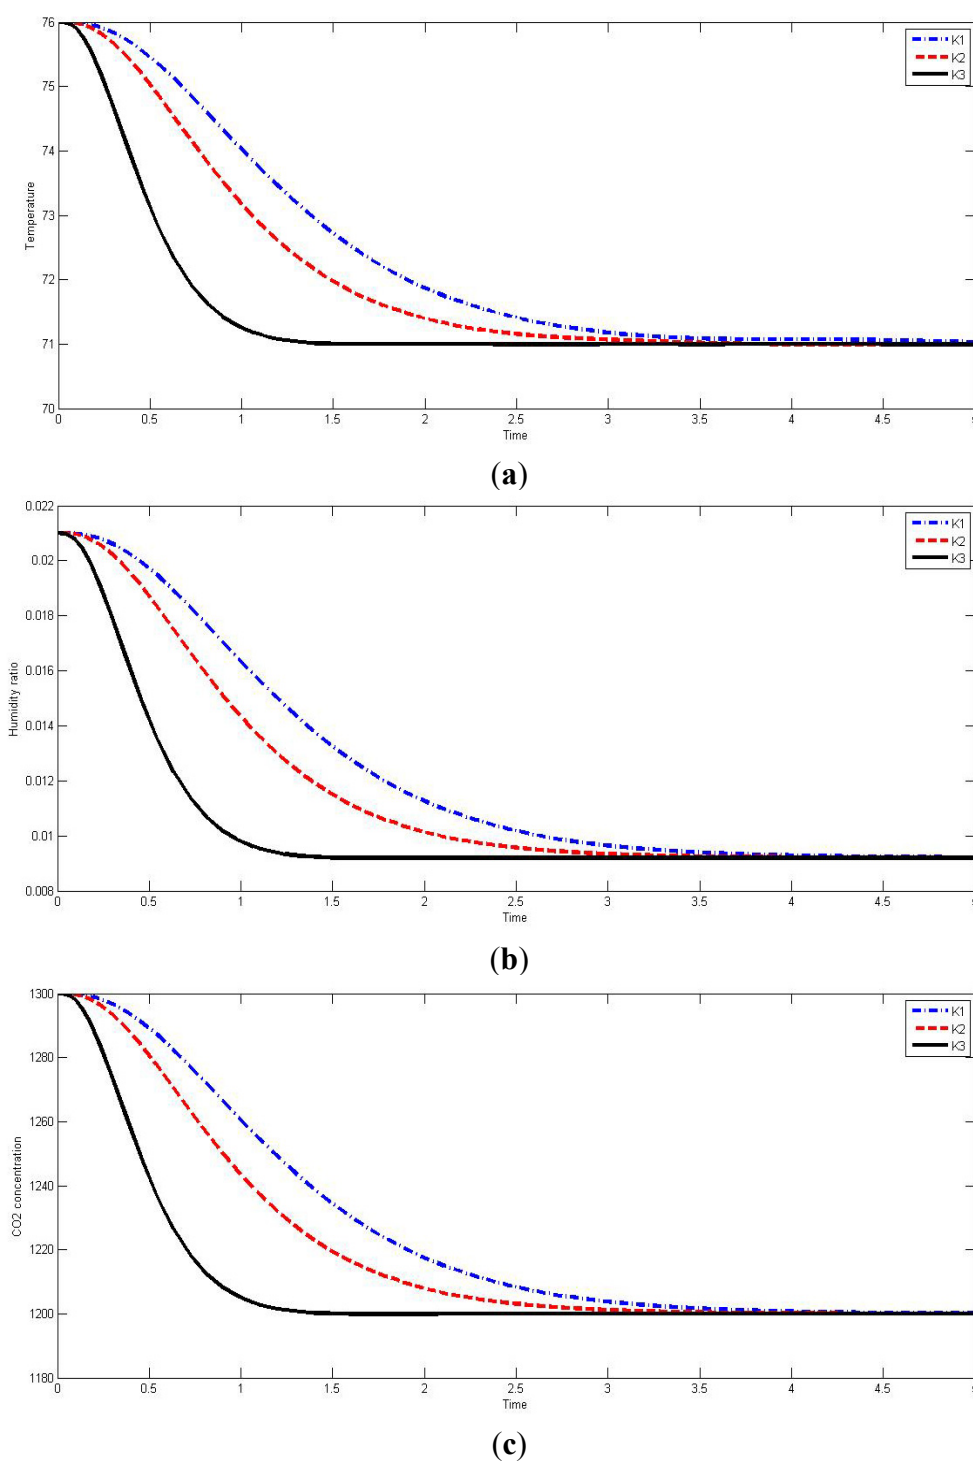 76
75
74
73
72
71
70
Temperature
K1
K2
K3
0 0.5 1 1.5 2 2.5 3 3.5 4 4.5
Time
(a)
0.022
0.02
0.018
0.016
0.014
0.012
0.01
0.008
Humidity ratio
K1
K2
K3
0 0.5 1 1.5 2 2.5 3 3.5 4 4.5
Time
(b)
1300
1280
1260
1240
1220
1200
1180
CO2 concentration
K1
K2
K3
0 0.5 1 1.5 2 2.5 3 3.5 4 4.5
Time
(c)